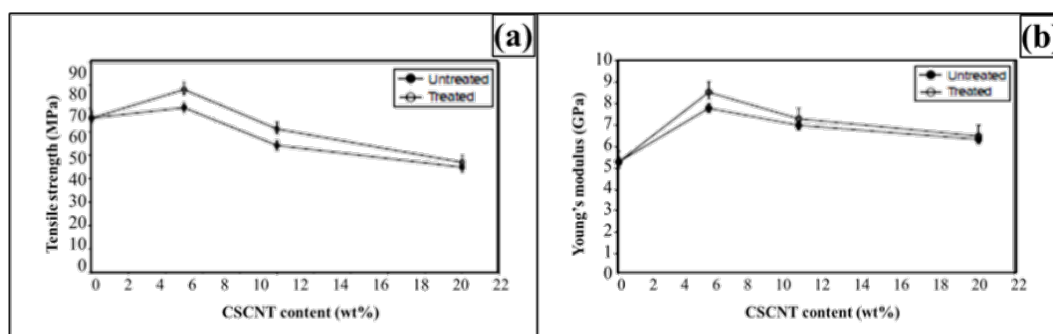 (a)
Tensile strength (MPa)
90
80
70
60
50
40
30
20
10
0
Untreated
Treated
0 2 4 6 8 10 12 14 16 18 20 22
CSCNT content (wt%)
(b)
Young's modulus (GPa)
10
9
8
7
6
5
4
3
2
1
0
Untreated
Treated
0 2 4 6 8 10 12 14 16 18 20 22
CSCNT content (wt%)